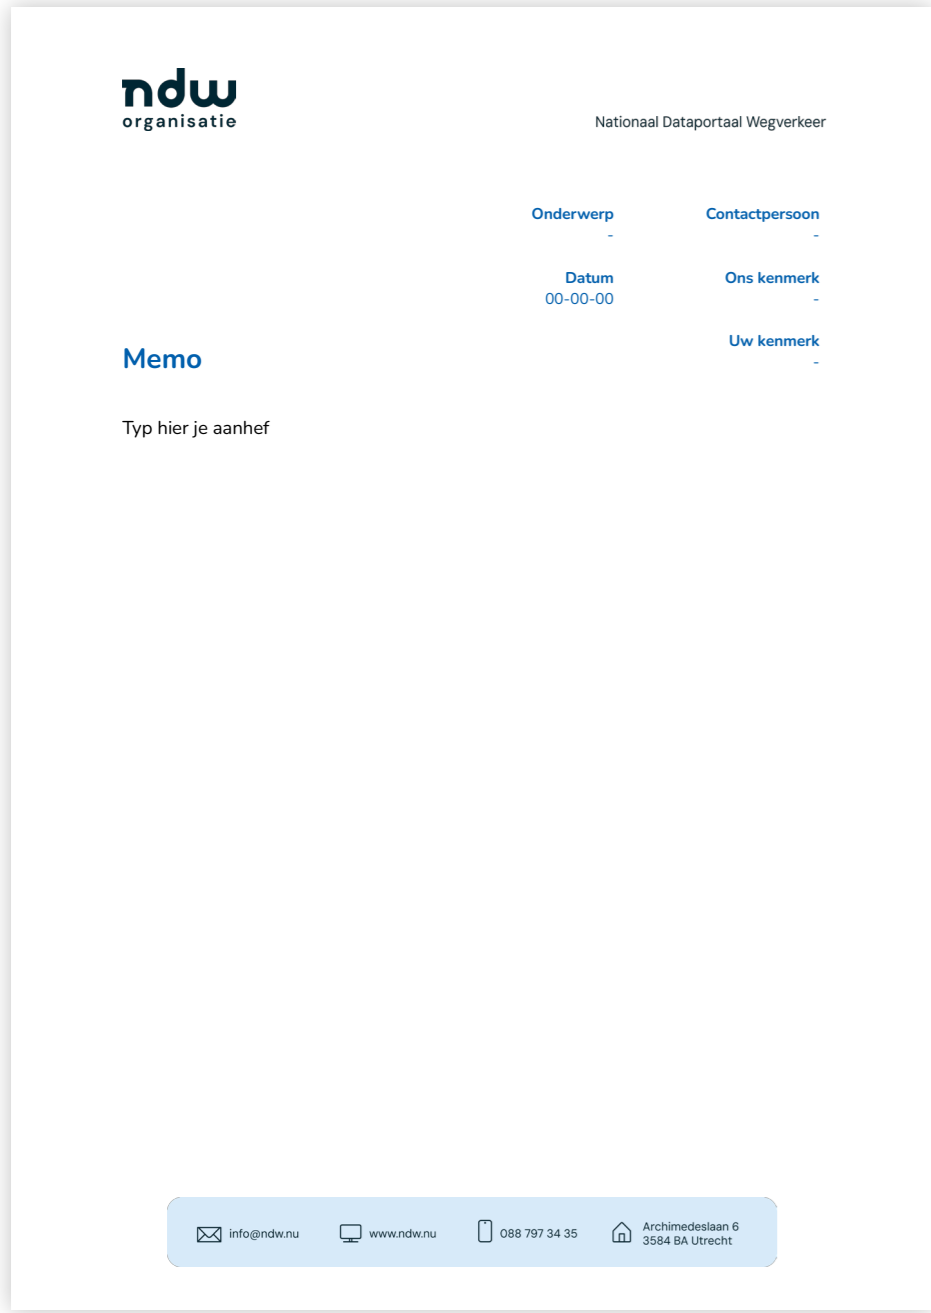 ndw
organisatie
Nationaal Dataportaal Wegverkeer
Onderwerp
-
Datum
00-00-00
Contactpersoon
-
Ons kenmerk
-
Uw kenmerk
-
Memo
Typ hier je aanhef
info@ndw.nu
www.ndw.nu
088 797 34 35
Archimedeslaan 6
3584 BA Utrecht